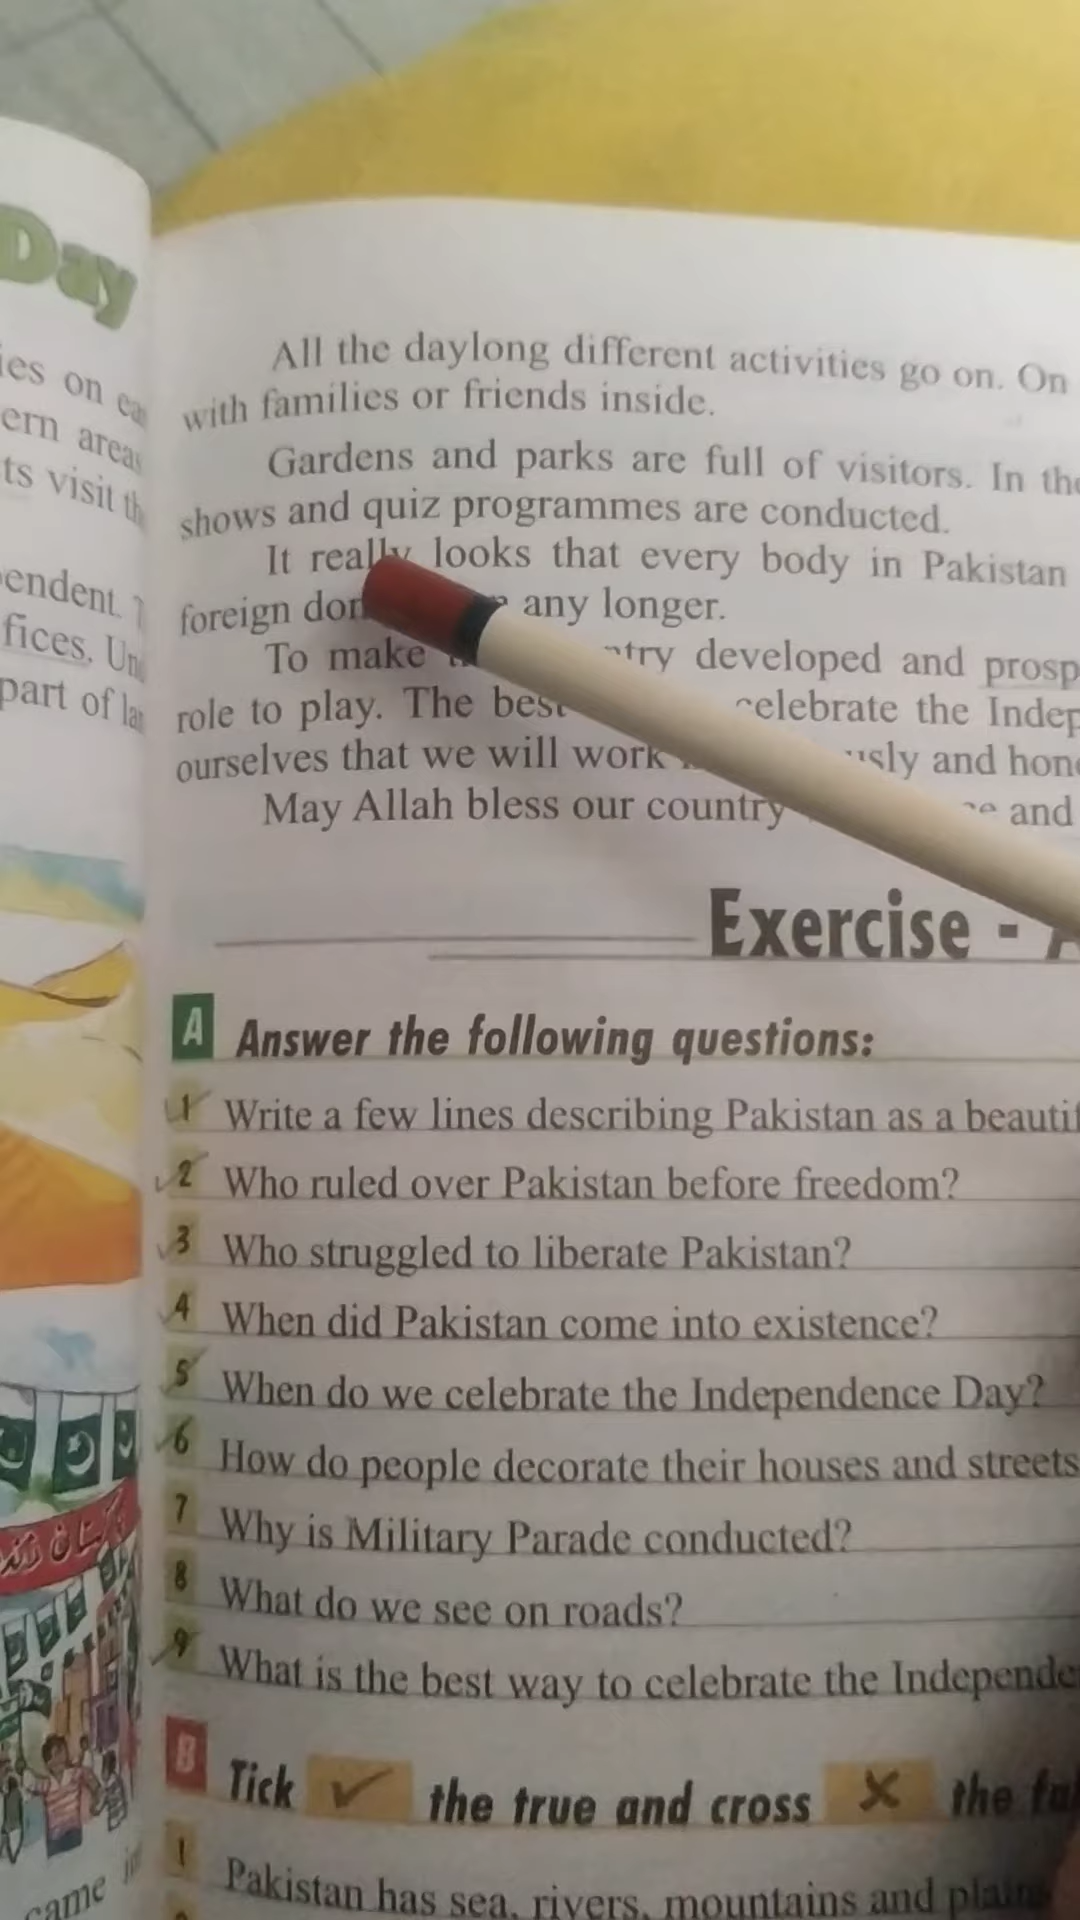 Day
ies on
ern areas
ts visit
endent.
fices. Un
part of
All the daylong different activities go on. On
with families or friends inside.
Gardens and parks are full of visitors. In the
shows and quiz programmes are conducted.
It really looks that every body in Pakistan
foreign any longer.
To make developed and prosp
role to play. The best celebrate the Indep
ourselves that we will work and hone
May Allah bless our country and
Exercise -
A Answer the following questions:
1 Write a few lines describing Pakistan as a beautif
2 Who ruled over Pakistan before freedom?
3 Who struggled to liberate Pakistan?
4 When did Pakistan come into existence?
5 When do we celebrate the Independence Day?
6 How do people decorate their houses and streets
7 Why is Military Parade conducted?
8 What do we see on roads?
9 What is the best way to celebrate the Independe
B Tick ✓ the true and cross ✗ the
1 Pakistan has sea, rivers, mountains and plains
came